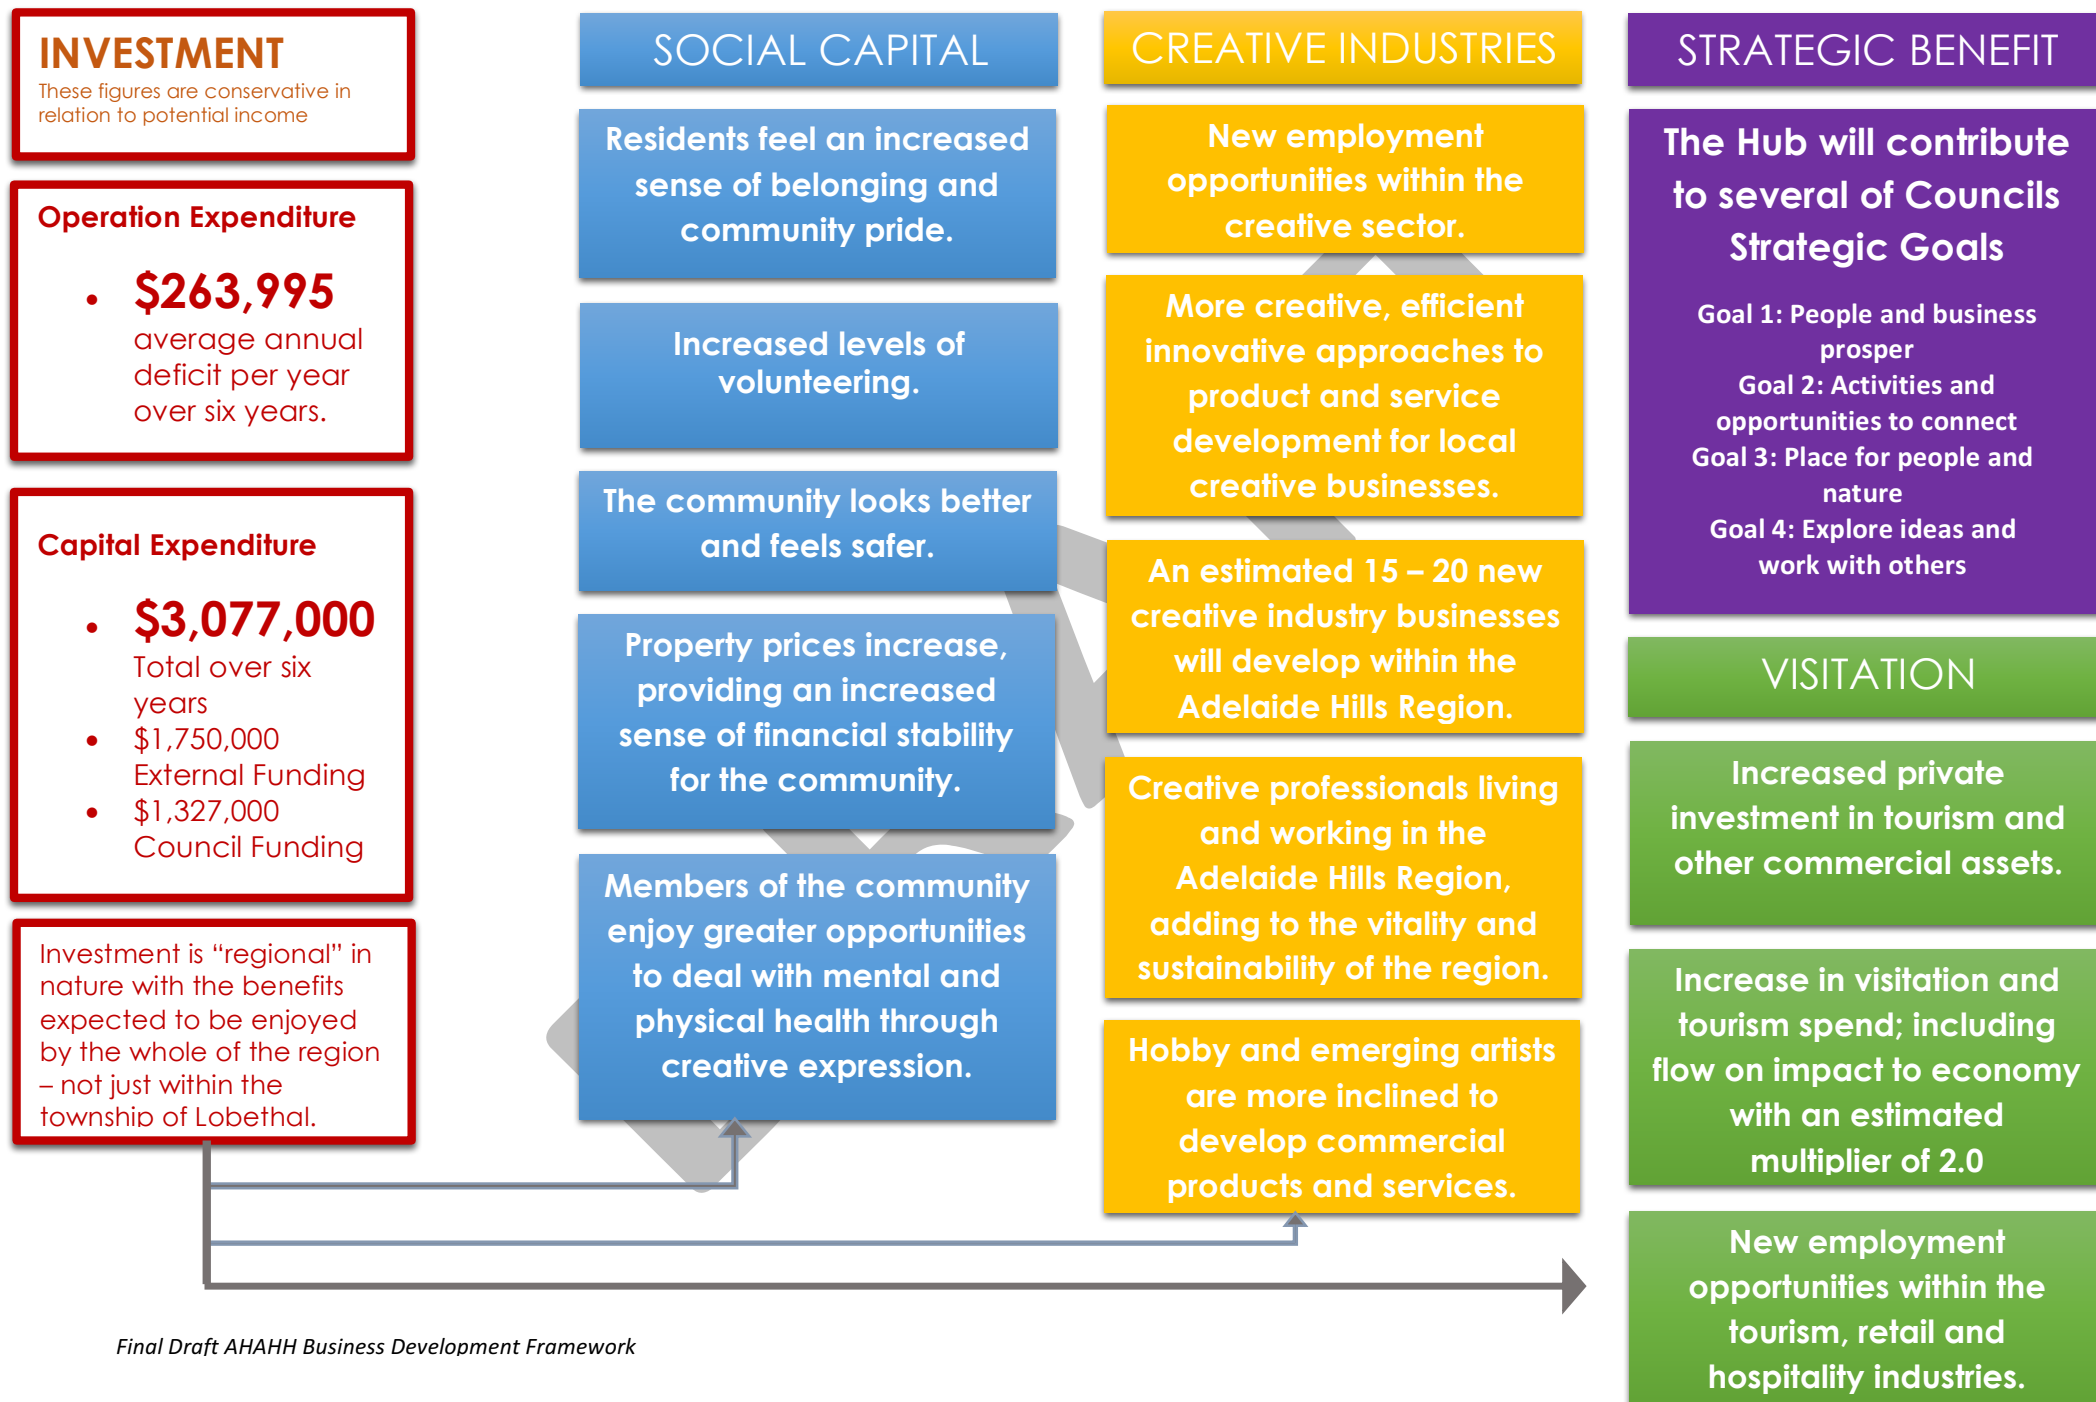 INVESTMENT
These figures are conservative in
relation to potential income
Operation Expenditure
• $263,995
average annual
deficit per year
over six years.
Capital Expenditure
• $3,077,000
Total over six
years
• $1,750,000
External Funding
• $1,327,000
Council Funding
Investment is “regional” in
nature with the benefits
expected to be enjoyed
by the whole of the region
– not just within the
township of Lobethal.
SOCIAL CAPITAL
Residents feel an increased
sense of belonging and
community pride.
Increased levels of
volunteering.
The community looks better
and feels safer.
Property prices increase,
providing an increased
sense of financial stability
for the community.
Members of the community
enjoy greater opportunities
to deal with mental and
physical health through
creative expression.
CREATIVE INDUSTRIES
New employment
opportunities within the
creative sector.
More creative, efficient
innovative approaches to
product and service
development for local
creative businesses.
An estimated 15 – 20 new
creative industry businesses
will develop within the
Adelaide Hills Region.
Creative professionals living
and working in the
Adelaide Hills Region,
adding to the vitality and
sustainability of the region.
Hobby and emerging artists
are more inclined to
develop commercial
products and services.
STRATEGIC BENEFIT
The Hub will contribute
to several of Councils
Strategic Goals
Goal 1: People and business
prosper
Goal 2: Activities and
opportunities to connect
Goal 3: Place for people and
nature
Goal 4: Explore ideas and
work with others
VISITATION
Increased private
investment in tourism and
other commercial assets.
Increase in visitation and
tourism spend; including
flow on impact to economy
with an estimated
multiplier of 2.0
New employment
opportunities within the
tourism, retail and
hospitality industries.
Final Draft AHAHH Business Development Framework